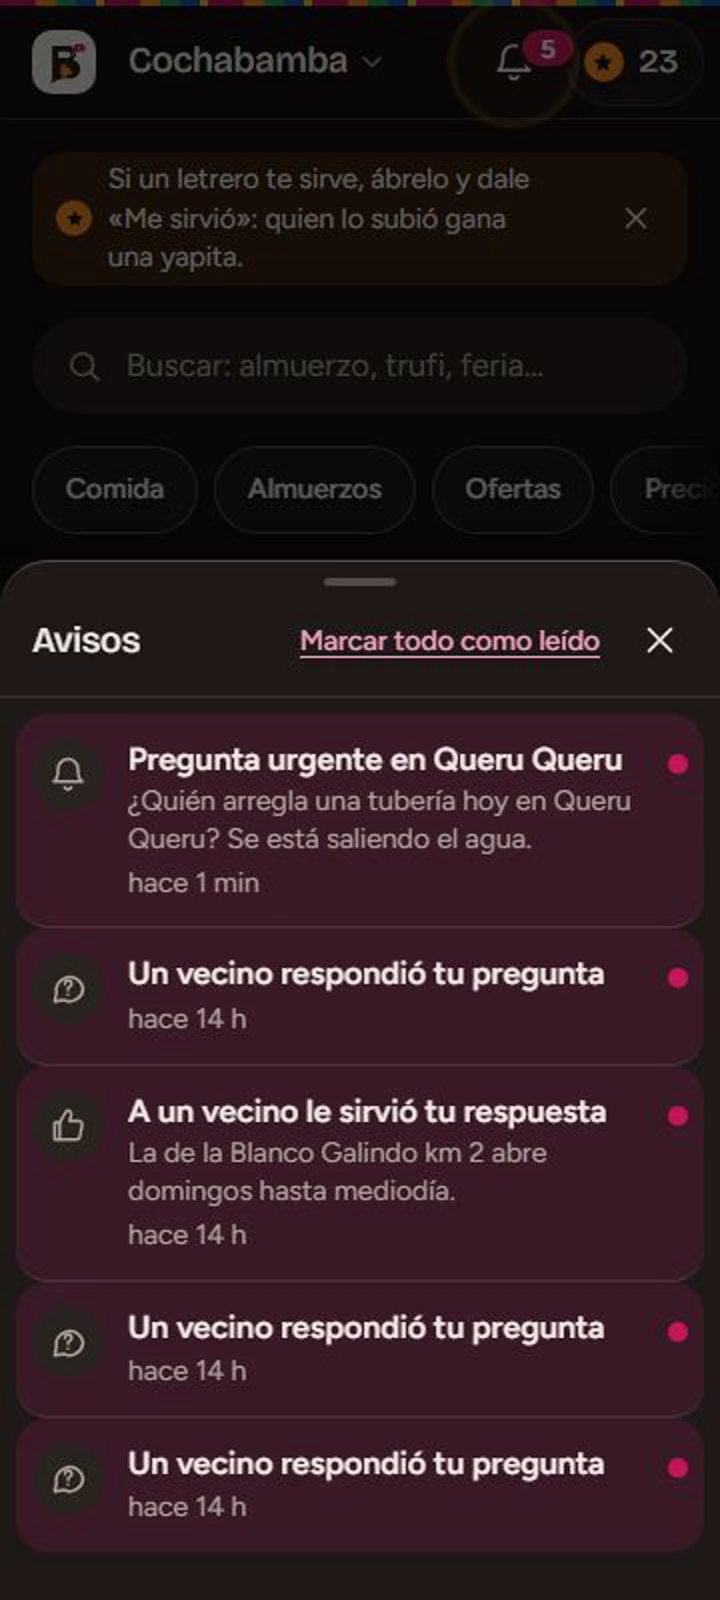 Cochabamba
5
23
Si un letrero te sirve, ábrelo y dale
«Me sirvió»: quien lo subió gana
una yapita.
Buscar: almuerzo, trufi, feria...
Comida
Almuerzos
Ofertas
Avisos
Marcar todo como leído
Pregunta urgente en Queru Queru
¿Quién arregla una tubería hoy en Queru
Queru? Se está saliendo el agua.
hace 1 min
Un vecino respondió tu pregunta
hace 14 h
A un vecino le sirvió tu respuesta
La de la Blanco Galindo km 2 abre
domingos hasta mediodía.
hace 14 h
Un vecino respondió tu pregunta
hace 14 h
Un vecino respondió tu pregunta
hace 14 h